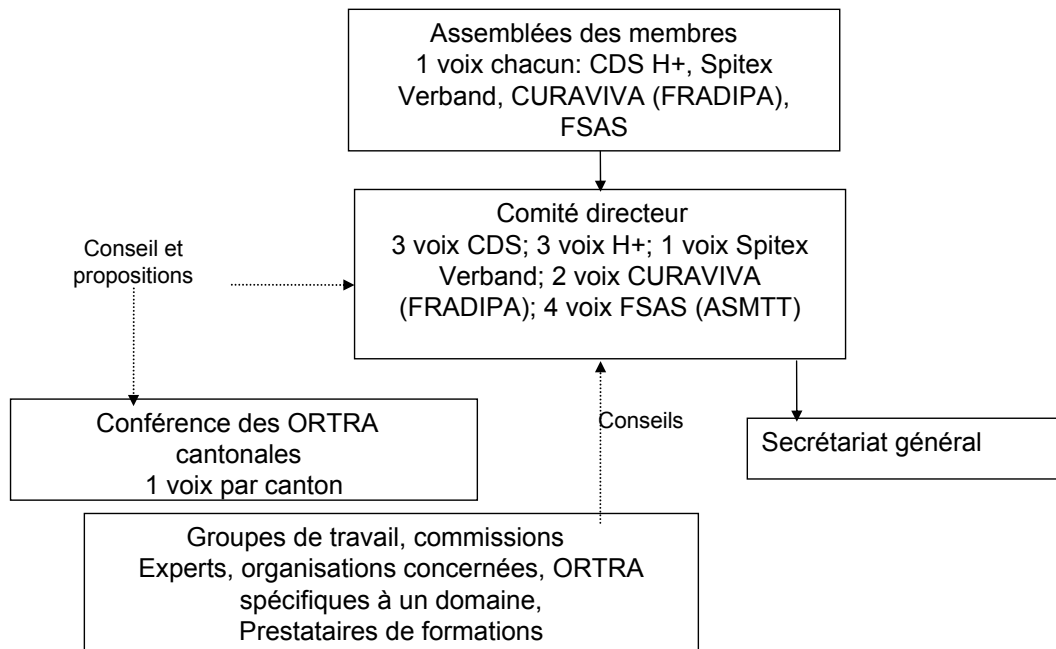 Assemblées des membres
1 voix chacun: CDS H+, Spitex
Verband, CURAVIVA (FRADIPA),
FSAS
Comité directeur
3 voix CDS; 3 voix H+; 1 voix Spitex
Verband; 2 voix CURAVIVA
(FRADIPA); 4 voix FSAS (ASMTT)
Conseil et
propositions
Conférence des ORTRA
cantonales
1 voix par canton
Conseils
Secrétariat général
Groupes de travail, commissions
Experts, organisations concernées, ORTRA
spécifiques à un domaine,
Prestataires de formations